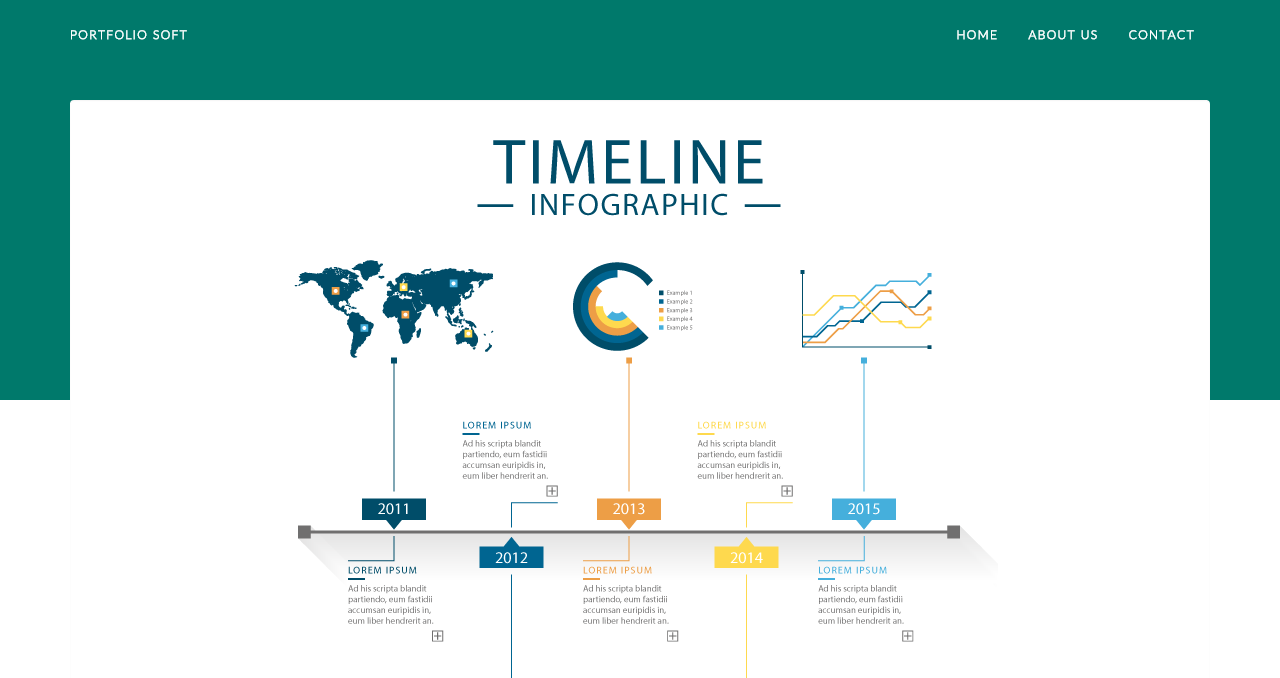 PORTFOLIO SOFT
HOME ABOUT US CONTACT
TIMELINE
INFOGRAPHIC
Example 1
Example 2
Example 3
Example 4
Example 5
LOREM IPSUM
Ad his scripta blandit
partiendo, eum fastidii
accumsan euripidis in,
eum liber hendrerit an.
LOREM IPSUM
Ad his scripta blandit
partiendo, eum fastidii
accumsan euripidis in,
eum liber hendrerit an.
2011
2013
2015
2012
2014
LOREM IPSUM
Ad his scripta blandit
partiendo, eum fastidii
accumsan euripidis in,
eum liber hendrerit an.
LOREM IPSUM
Ad his scripta blandit
partiendo, eum fastidii
accumsan euripidis in,
eum liber hendrerit an.
LOREM IPSUM
Ad his scripta blandit
partiendo, eum fastidii
accumsan euripidis in,
eum liber hendrerit an.